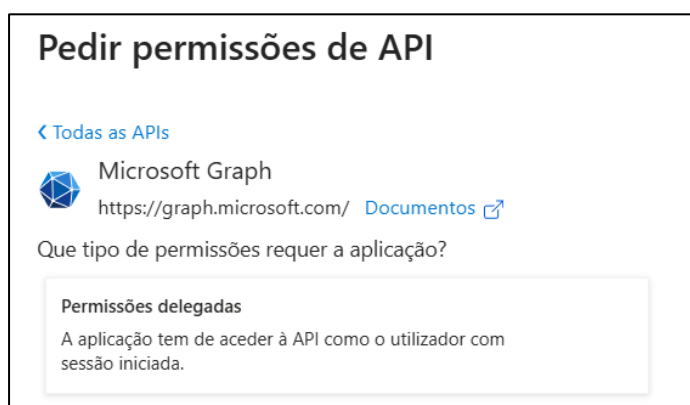 Pedir permissões de API
Todas as APIs
Microsoft Graph
https://graph.microsoft.com/ Documentos
Que tipo de permissões requer a aplicação?
Permissões delegadas
A aplicação tem de aceder à API como o utilizador com
sessão iniciada.